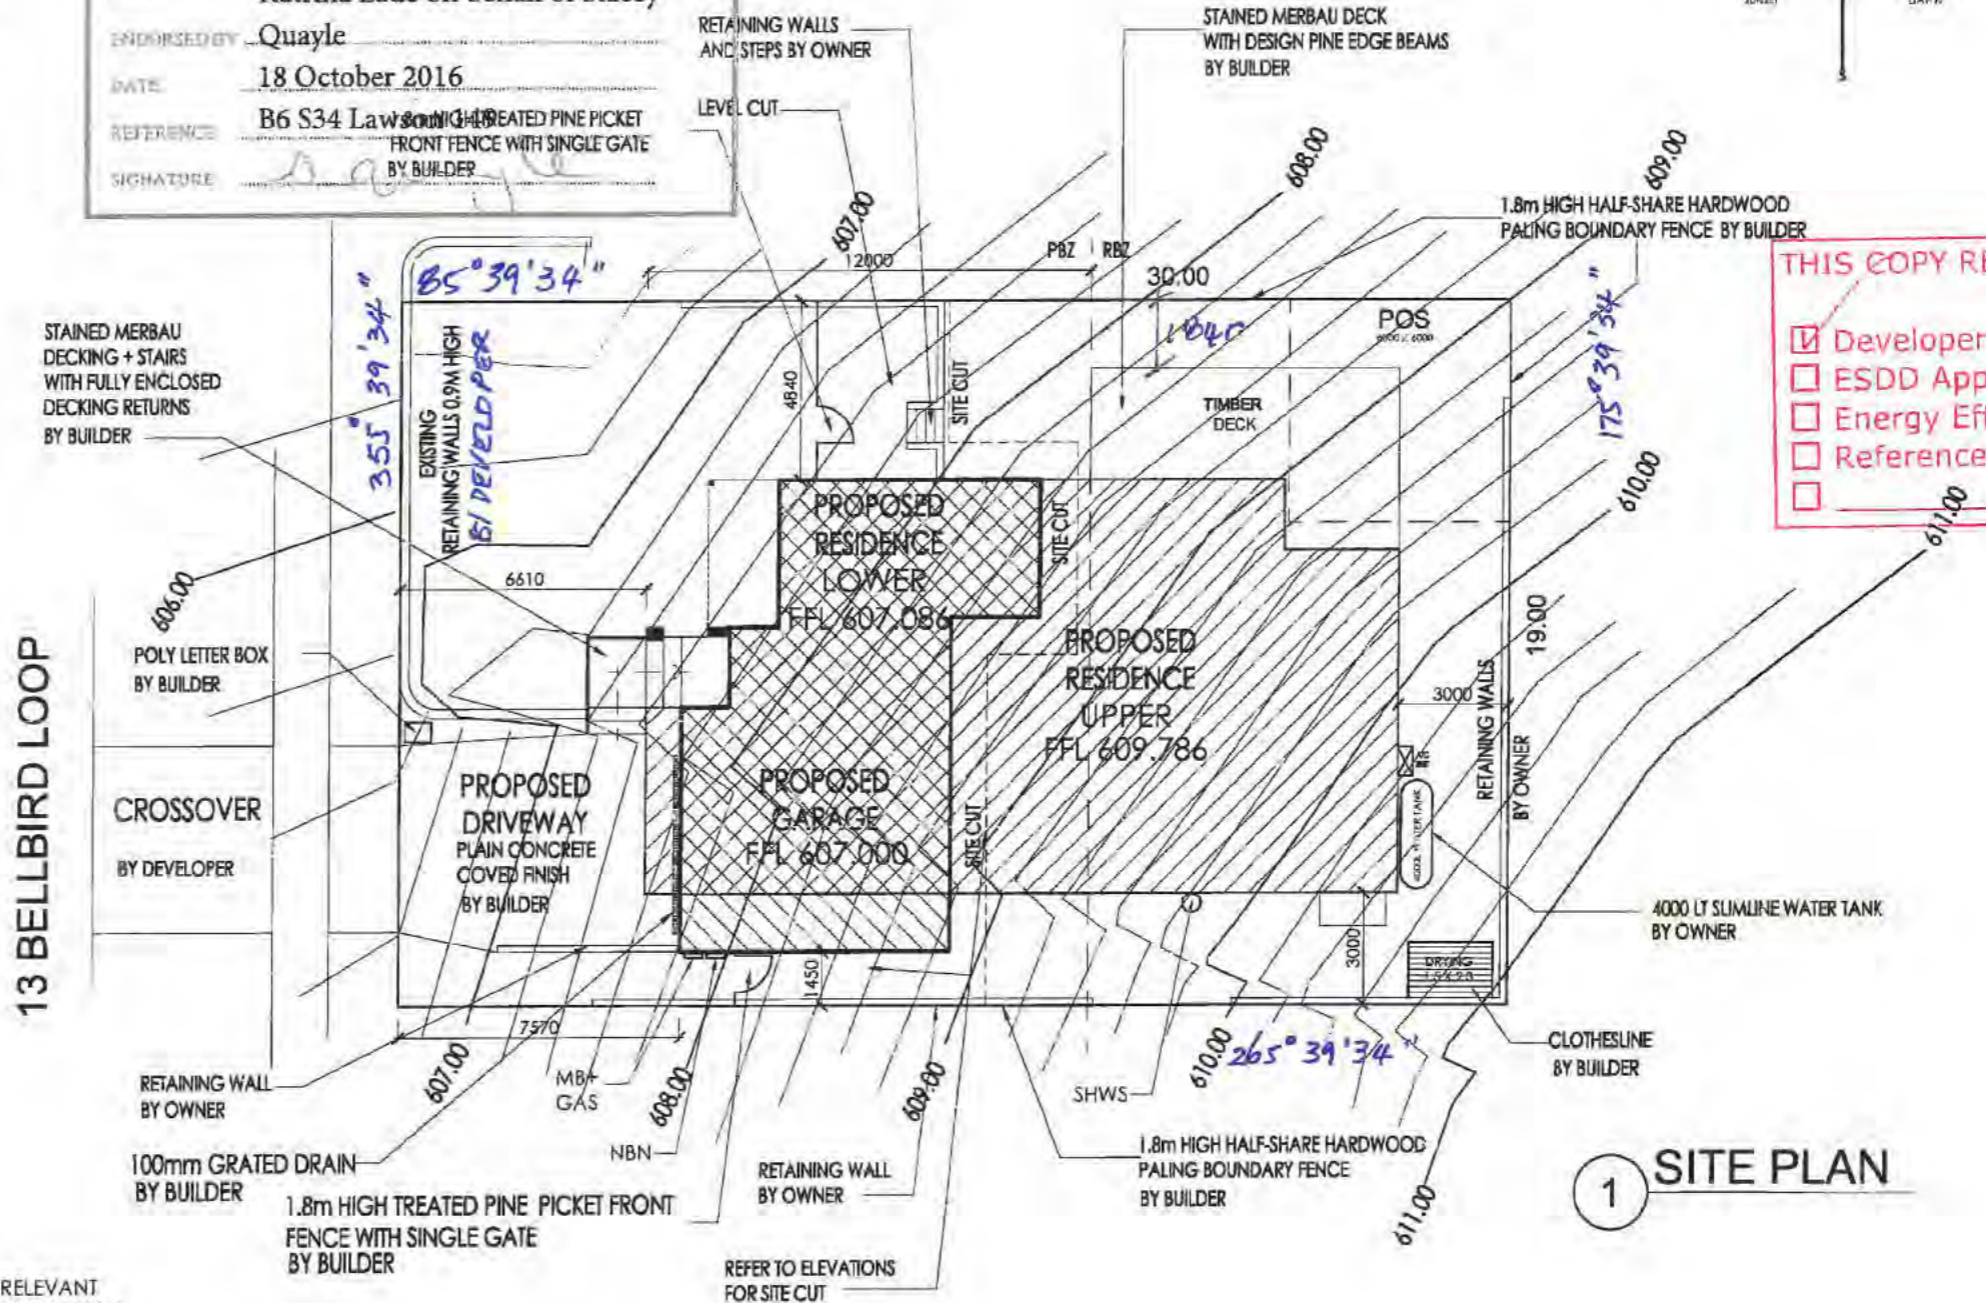 ENDORSED BY Quayle
DATE 18 October 2016
REFERENCE B6 S34 Lawson
SIGNATURE
TREATED PINE PICKET
FRONT FENCE WITH SINGLE GATE
BY BUILDER
RETAINING WALLS
AND STEPS BY OWNER
LEVEL CUT
STAINED MERBAU DECK
WITH DESIGN PINE EDGE BEAMS
BY BUILDER
607.00
608.00
609.00
1.8m HIGH HALF-SHARE HARDWOOD
PALING BOUNDARY FENCE BY BUILDER
THIS COPY RE
Developer
ESDD App
Energy Eff
Reference
85°39'34"
12000
PBZ RBZ
30.00
355°39'34"
175°39'34"
STAINED MERBAU
DECKING + STAIRS
WITH FULLY ENCLOSED
DECKING RETURNS
BY BUILDER
EXISTING
RETAINING WALLS 0.9M HIGH
BY DEVELOPER
4840
SITE CUT
1840
POS
6000 X 6000
TIMBER
DECK
SITE CUT
PROPOSED
RESIDENCE
LOWER
FFL 607.086
606.00
6610
610.00
611.00
PROPOSED
RESIDENCE
UPPER
FFL 609.786
19.00
3000
RETAINING WALLS
BY OWNER
13 BELLBIRD LOOP
POLY LETTER BOX
BY BUILDER
CROSSOVER
BY DEVELOPER
PROPOSED
DRIVEWAY
PLAIN CONCRETE
COVED FINISH
BY BUILDER
PROPOSED
GARAGE
FFL 607.000
SITE CUT
4000 LT SLIMLINE WATER TANK
BY OWNER
1450
3000
DRYING
7570
CLOTHESLINE
BY BUILDER
RETAINING WALL
BY OWNER
607.00
MB+
GAS
608.00
609.00
SHWS
610.00
265°39'34"
100mm GRATED DRAIN
BY BUILDER
NBN
1.8m HIGH TREATED PINE PICKET FRONT
FENCE WITH SINGLE GATE
BY BUILDER
RETAINING WALL
BY OWNER
1.8m HIGH HALF-SHARE HARDWOOD
PALING BOUNDARY FENCE
BY BUILDER
611.00
1 SITE PLAN
REFER TO ELEVATIONS
FOR SITE CUT
RELEVANT